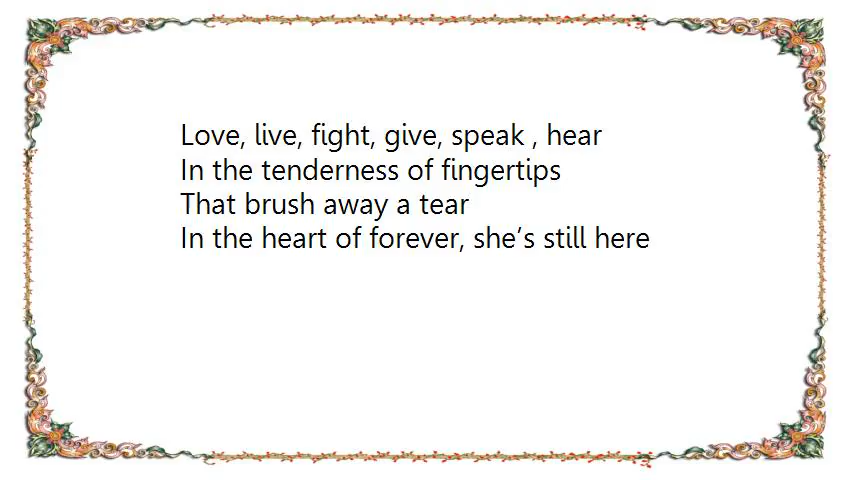 Love, live, fight, give, speak , hear
In the tenderness of fingertips
That brush away a tear
In the heart of forever, she’s still here